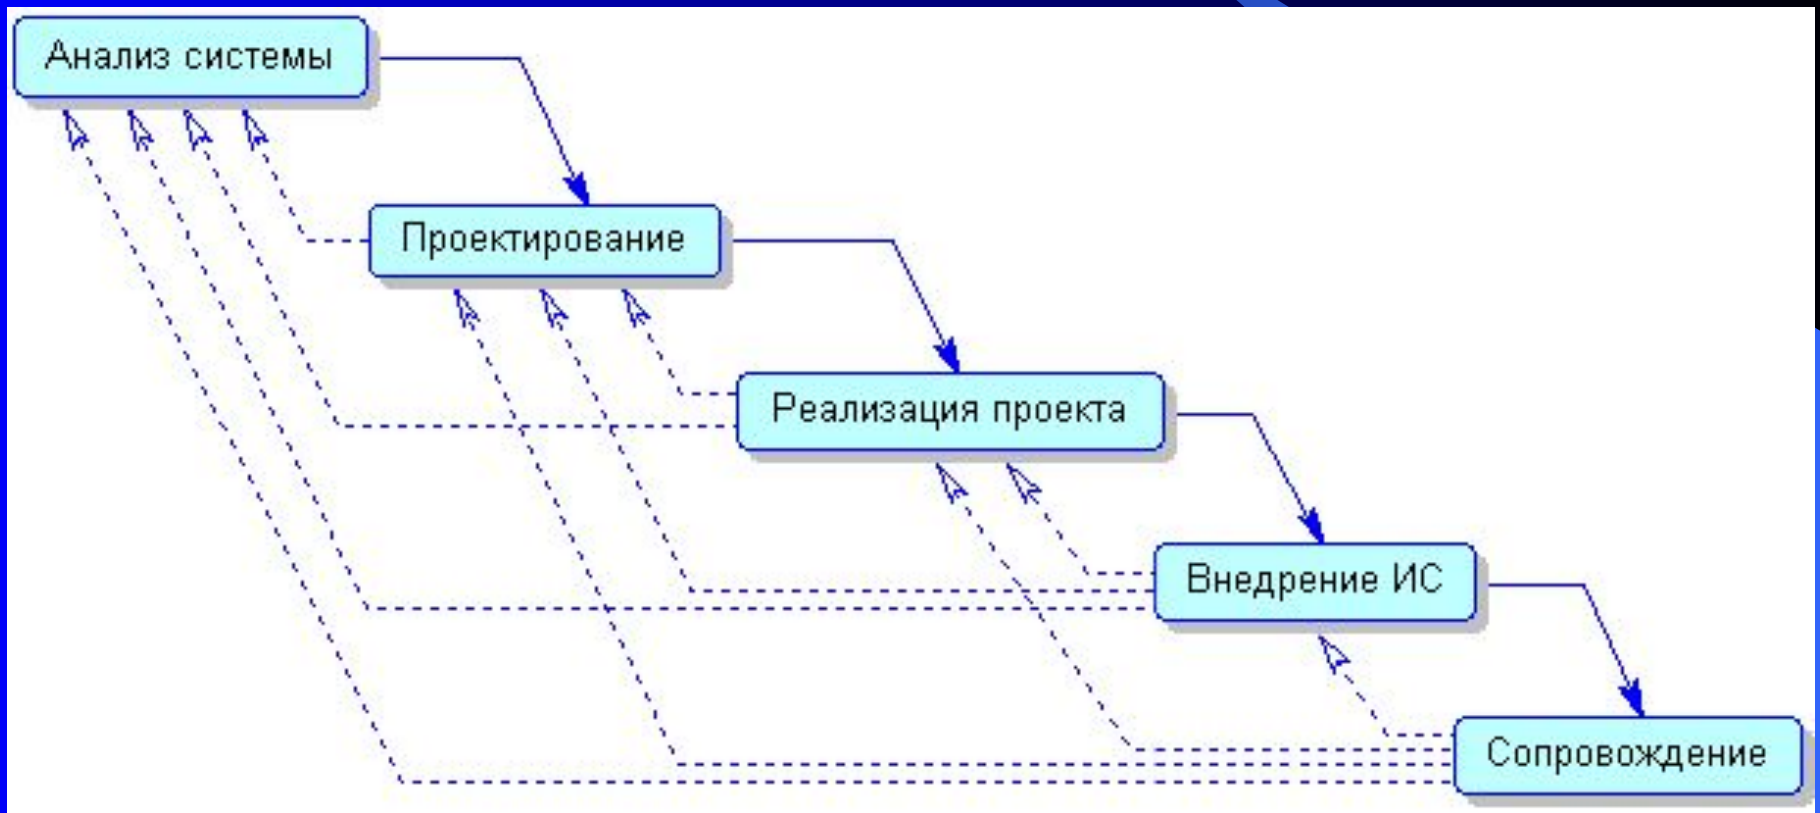 Анализ системы
Проектирование
Реализация проекта
Внедрение ИС
Сопровождение